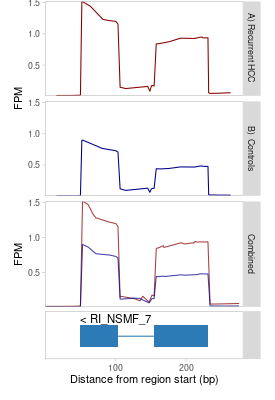 1.5
1.0
0.5
A) Recurrent HCC
FPM
1.5
1.0
0.5
B) Controls
1.5
1.0
0.5
FPM
Combined
< RI_NSMF_7
100
200
Distance from region start (bp)